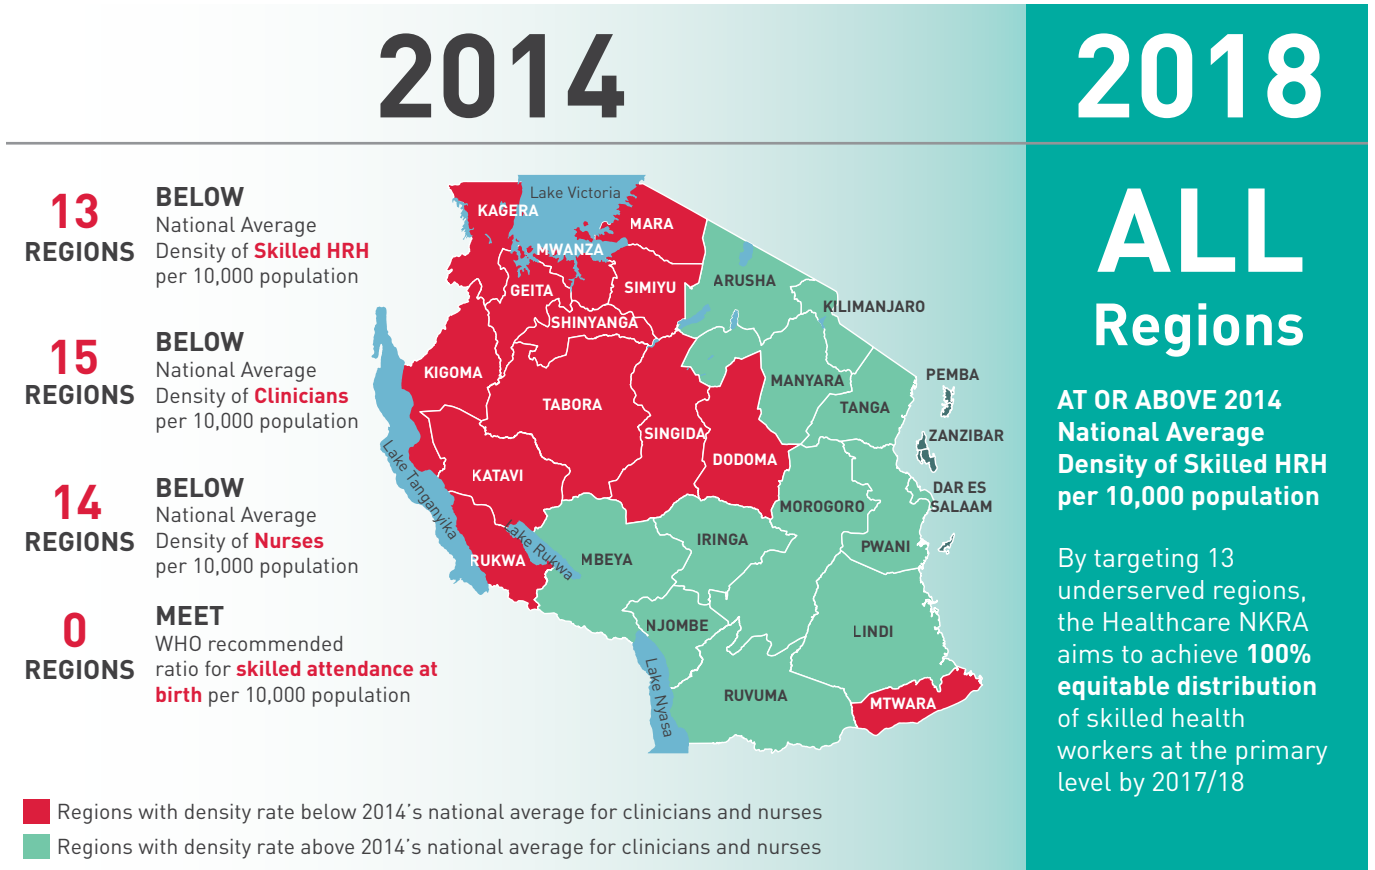 2014
2018
13
REGIONS
BELOW
National Average
Density of Skilled HRH
per 10,000 population
15
REGIONS
BELOW
National Average
Density of Clinicians
per 10,000 population
14
REGIONS
BELOW
National Average
Density of Nurses
per 10,000 population
0
REGIONS
MEET
WHO recommended
ratio for skilled attendance at
birth per 10,000 population
Lake Victoria
KAGERA
MARA
MWANZA
ARUSHA
GEITA
SIMIYU
KILIMANJARO
SHINYANGA
KIGOMA
MANYARA
PEMBA
TABORA
TANGA
SINGIDA
ZANZIBAR
DODOMA
KATAVI
Lake Tanganyika
DAR ES
SALAAM
MOROGORO
IRINGA
PWANI
RUKWA
Lake Rukwa
MBEYA
NJOMBE
LINDI
Lake Nyasa
RUVUMA
MTWARA
Regions with density rate below 2014's national average for clinicians and nurses
Regions with density rate above 2014's national average for clinicians and nurses
ALL
Regions
AT OR ABOVE 2014
National Average
Density of Skilled HRH
per 10,000 population
By targeting 13
underserved regions,
the Healthcare NKRA
aims to achieve 100%
equitable distribution
of skilled health
workers at the primary
level by 2017/18